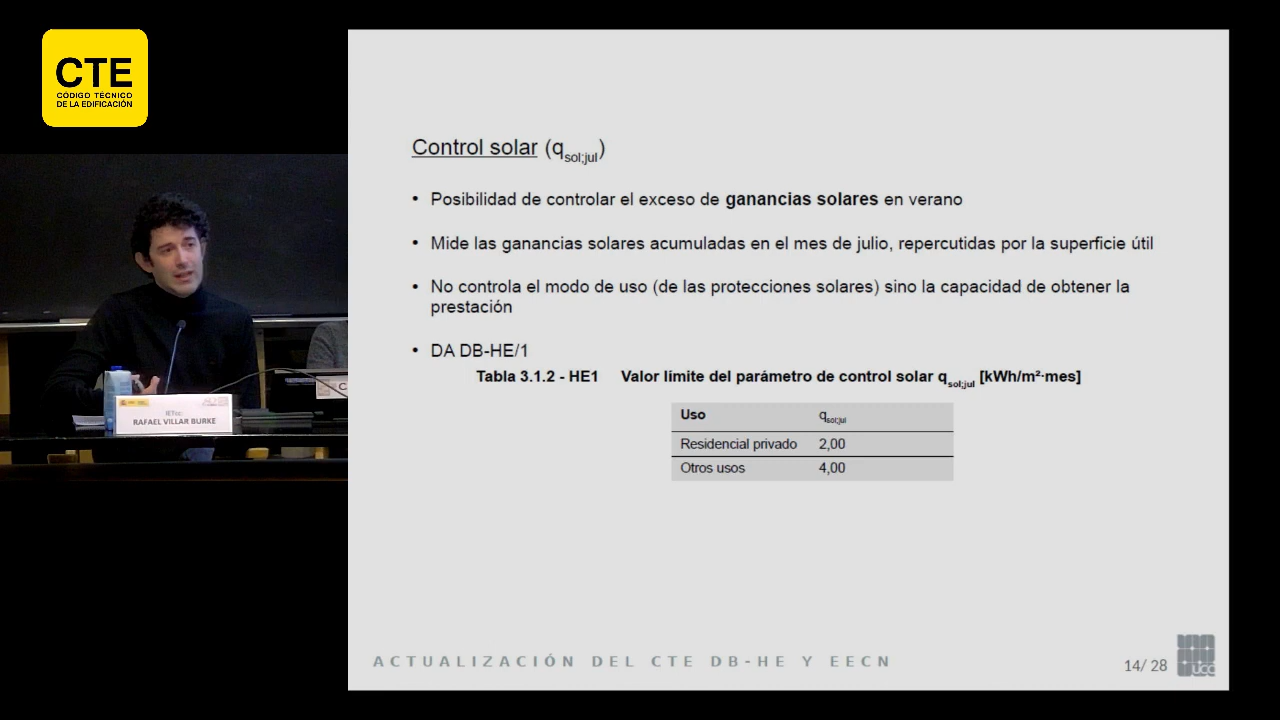 CTE
CÓDIGO TÉCNICO
DE LA EDIFICACIÓN
Control solar (qsol;jul)
• Posibilidad de controlar el exceso de ganancias solares en verano
• Mide las ganancias solares acumuladas en el mes de julio, repercutidas por la superficie útil
• No controla el modo de uso (de las protecciones solares) sino la capacidad de obtener la
prestación
• DA DB-HE/1
Tabla 3.1.2 - HE1 Valor límite del parámetro de control solar qsol;jul [kWh/m²·mes]
Uso qsol;jul
Residencial privado 2,00
Otros usos 4,00
IETcc
RAFAEL VILLAR BURKE
C
ACTUALIZACIÓN DEL CTE DB-HE Y EECN
14/ 28
ucc